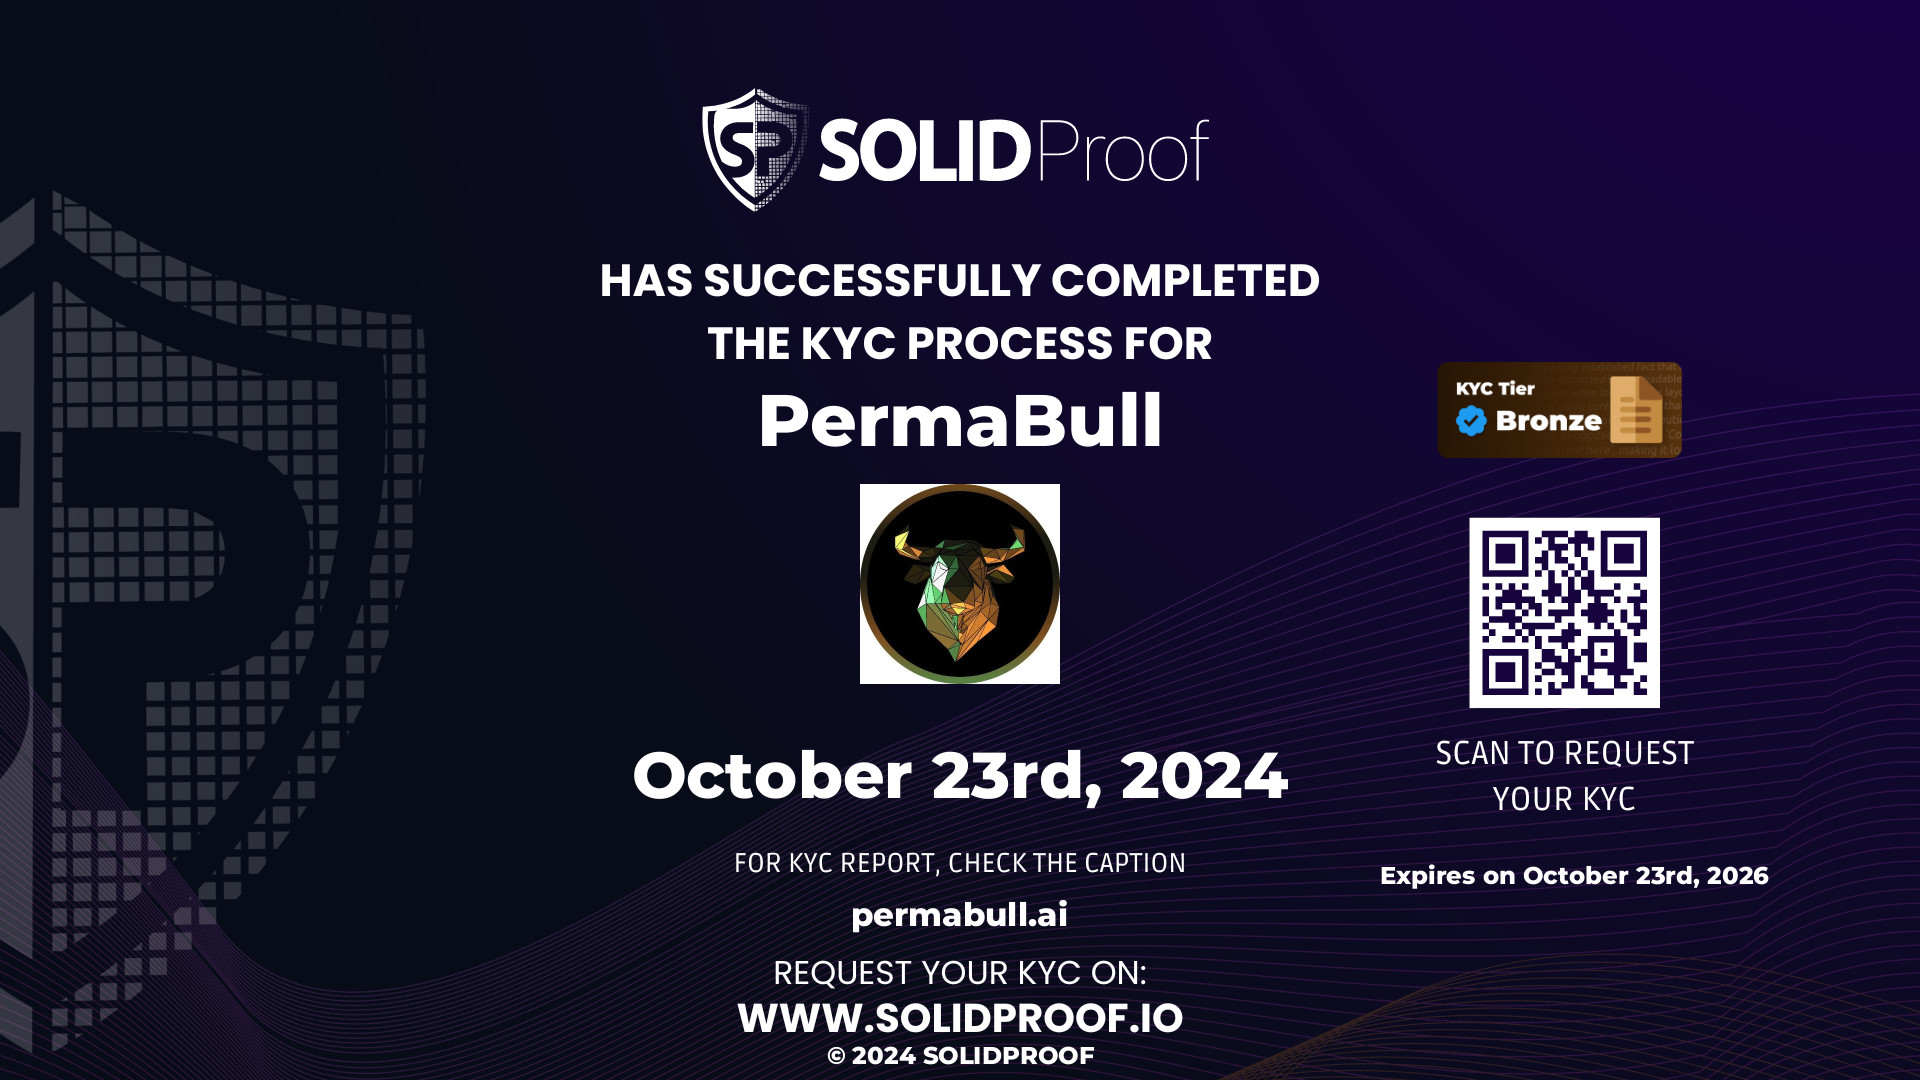 SP SOLIDProof
HAS SUCCESSFULLY COMPLETED
THE KYC PROCESS FOR
PermaBull
KYC Tier
Bronze
October 23rd, 2024
SCAN TO REQUEST
YOUR KYC
FOR KYC REPORT, CHECK THE CAPTION
Expires on October 23rd, 2026
permabull.ai
REQUEST YOUR KYC ON:
WWW.SOLIDPROOF.IO
© 2024 SOLIDPROOF